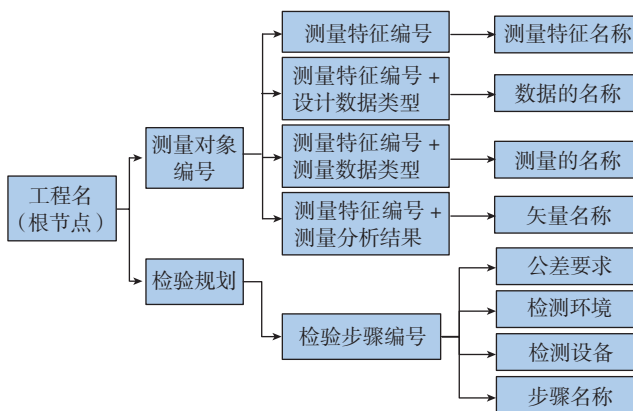 测量特征编号
测量特征名称
测量特征编号 +
设计数据类型
数据的名称
测量对象
编号
测量特征编号 +
测量数据类型
测量的名称
工程名
（根节点）
测量特征编号 +
测量分析结果
矢量名称
检验规划
公差要求
检测环境
检验步骤编号
检测设备
步骤名称